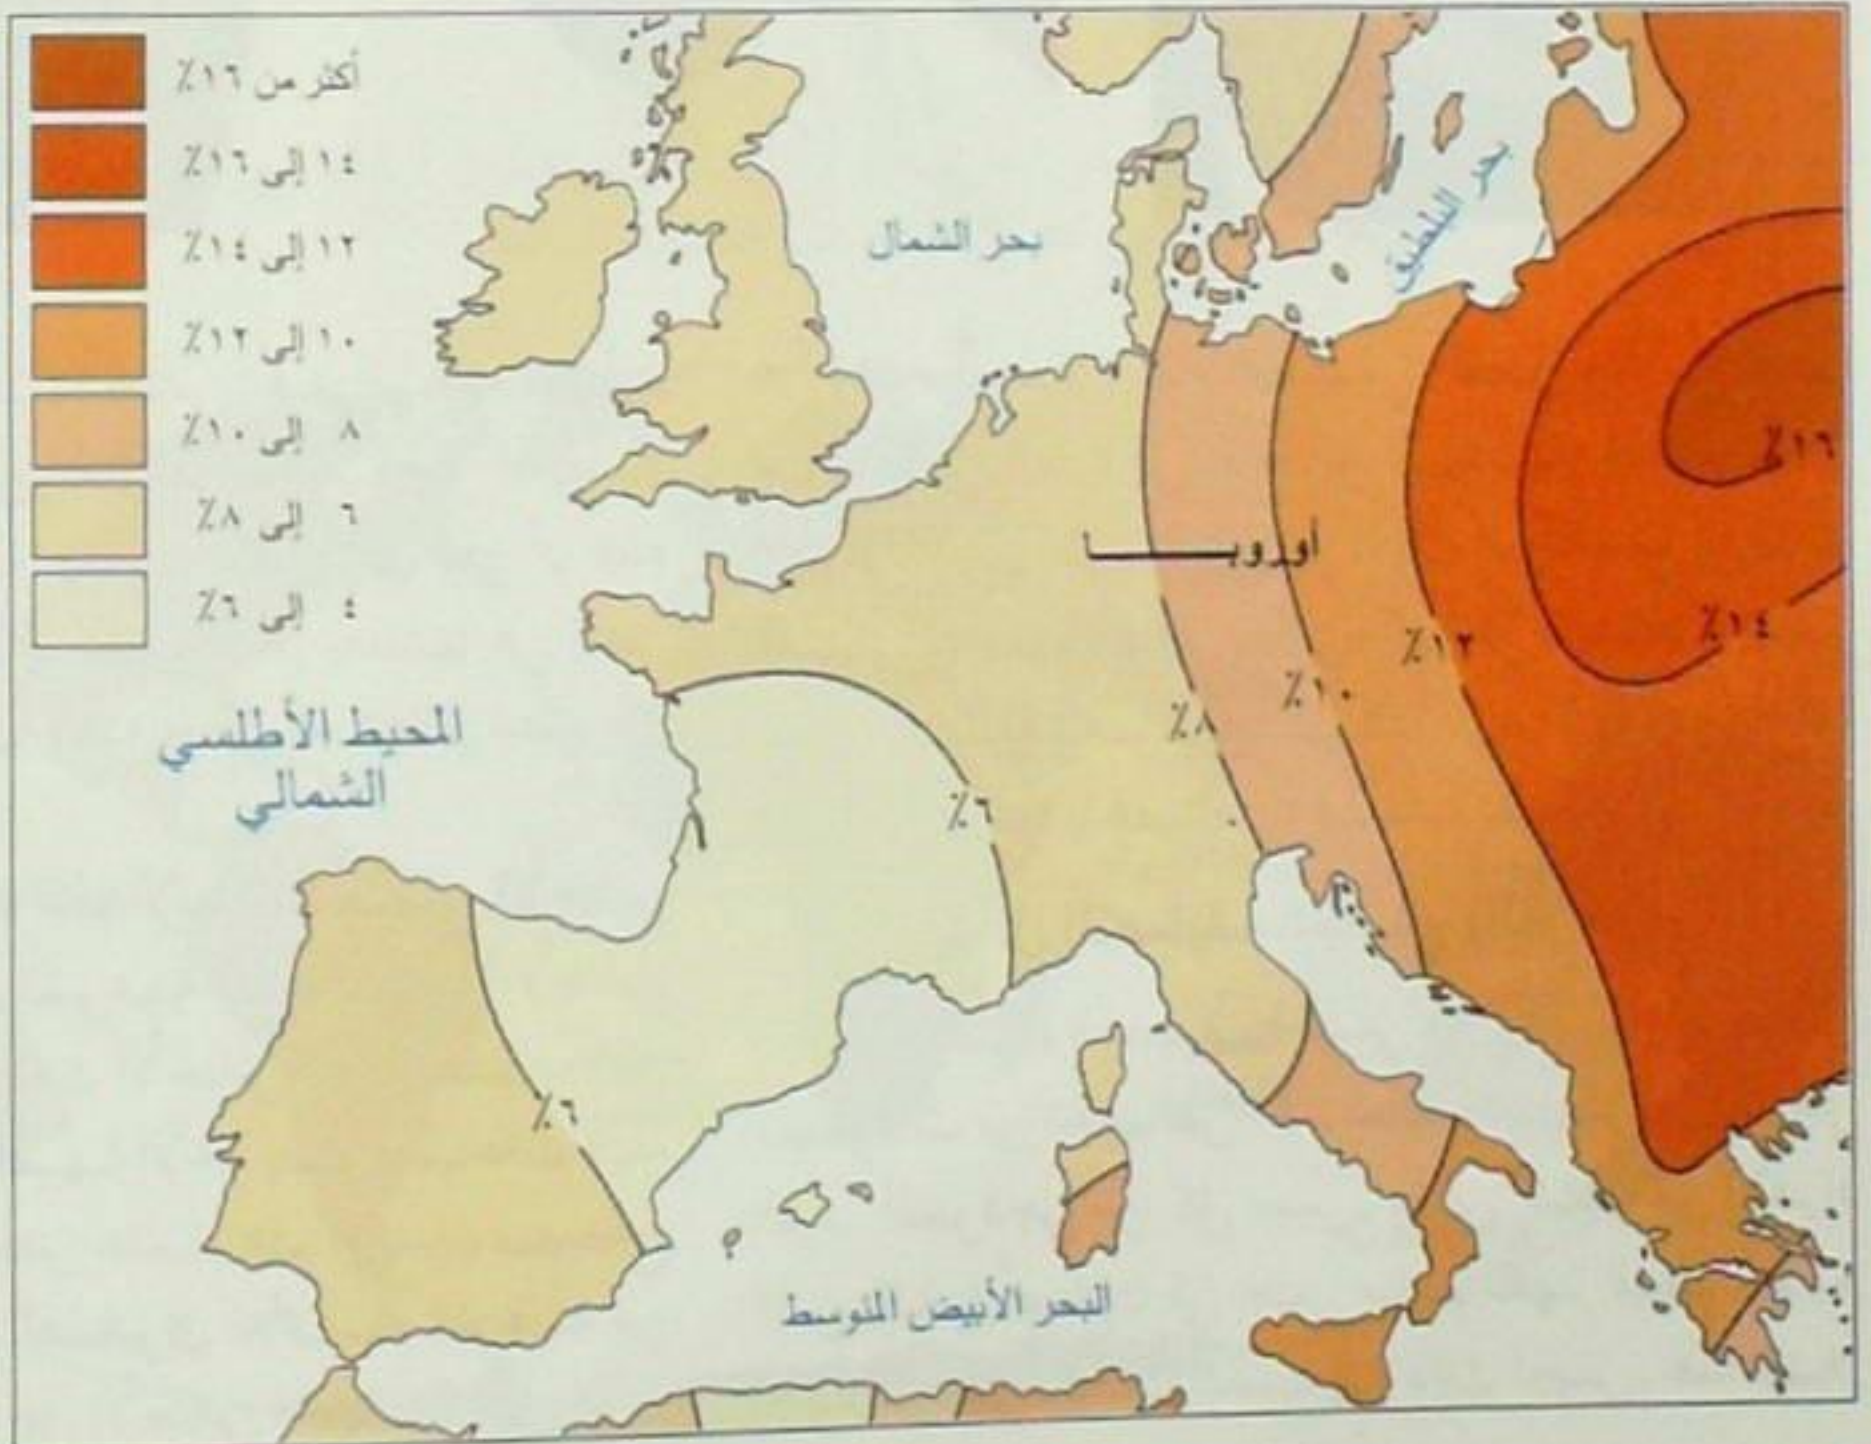 أكثر من ١٦٪
١٤ إلى ١٦٪
١٢ إلى ١٤٪
١٠ إلى ١٢٪
٨ إلى ١٠٪
٦ إلى ٨٪
٤ إلى ٦٪
بحر الشمال
بحر البلطيق
٪١٦
أوروبـــا
٪١٤
٪١٢
٪١٠
٪٨
٪٦
المحيط الأطلسي
الشمالي
٪٦
البحر الأبيض المتوسط